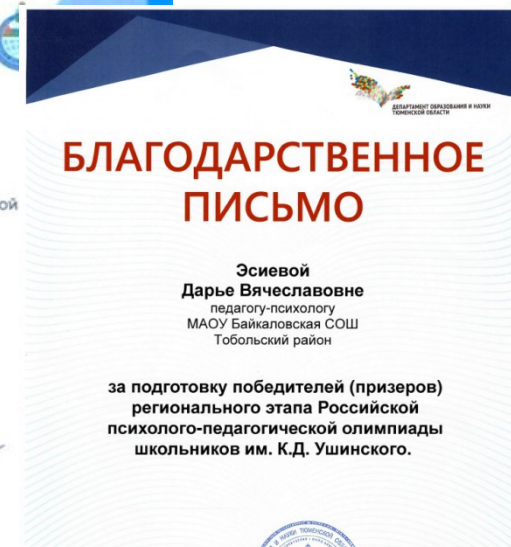 ДЕПАРТАМЕНТ ОБРАЗОВАНИЯ И НАУКИ
ТЮМЕНСКОЙ ОБЛАСТИ
БЛАГОДАРСТВЕННОЕ
ПИСЬМО
Эсиевой
Дарье Вячеславовне
педагогу-психологу
МАОУ Байкаловская СОШ
Тобольский район
за подготовку победителей (призеров)
регионального этапа Российской
психолого-педагогической олимпиады
школьников им. К.Д. Ушинского.